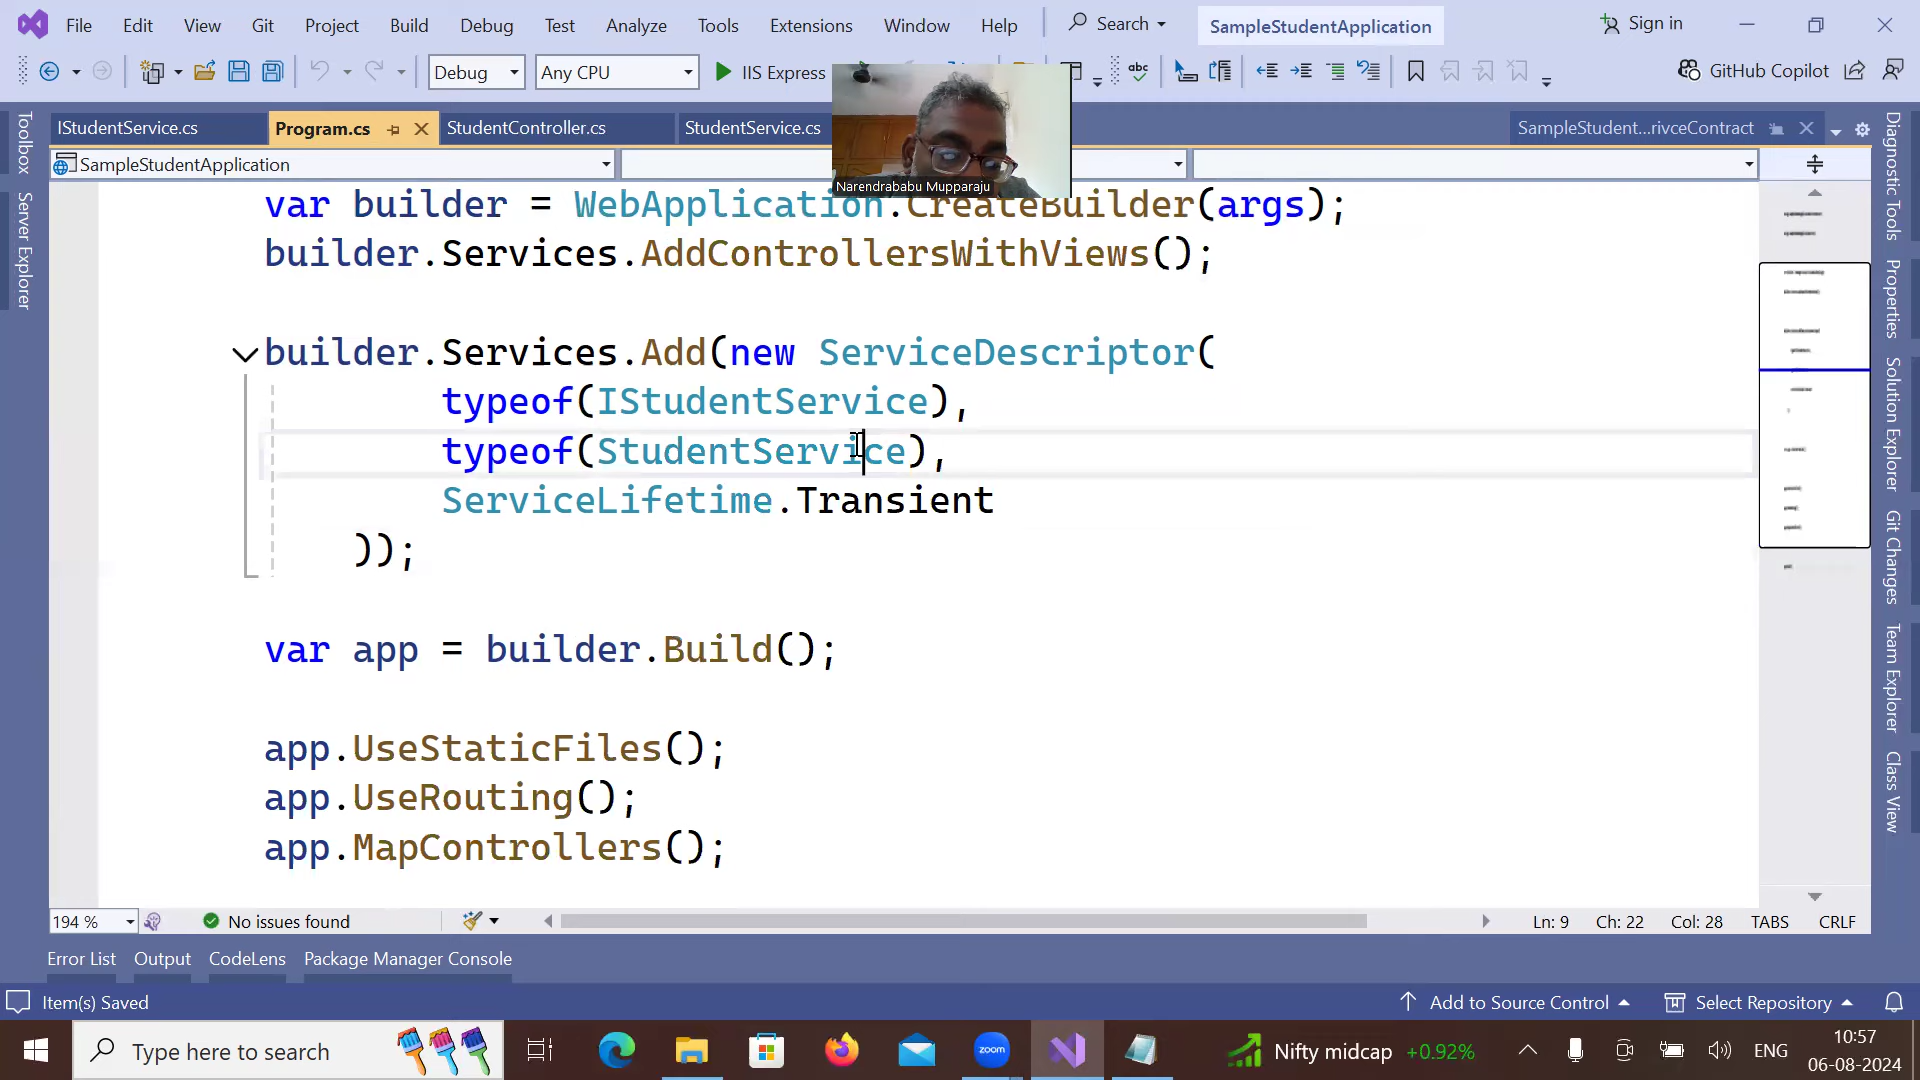 File Edit View Git Project Build Debug Test Analyze Tools Extensions Window Help Search SampleStudentApplication Sign in
Debug Any CPU IIS Express GitHub Copilot
IStudentService.cs Program.cs StudentController.cs StudentService.cs SampleStudent...rivceContract
SampleStudentApplication
Narendrababu Mupparaju
var builder = WebApplication.CreateBuilder(args);
builder.Services.AddControllersWithViews();
builder.Services.Add(new ServiceDescriptor(
typeof(IStudentService),
typeof(StudentService),
ServiceLifetime.Transient
));
var app = builder.Build();
app.UseStaticFiles();
app.UseRouting();
app.MapControllers();
Toolbox
Server Explorer
Diagnostic Tools
Properties
Solution Explorer
Git Changes
Team Explorer
Class View
194 % No issues found Ln: 9 Ch: 22 Col: 28 TABS CRLF
Error List Output CodeLens Package Manager Console
Item(s) Saved Add to Source Control Select Repository
Type here to search zoom Nifty midcap +0.92% ENG 10:57
06-08-2024